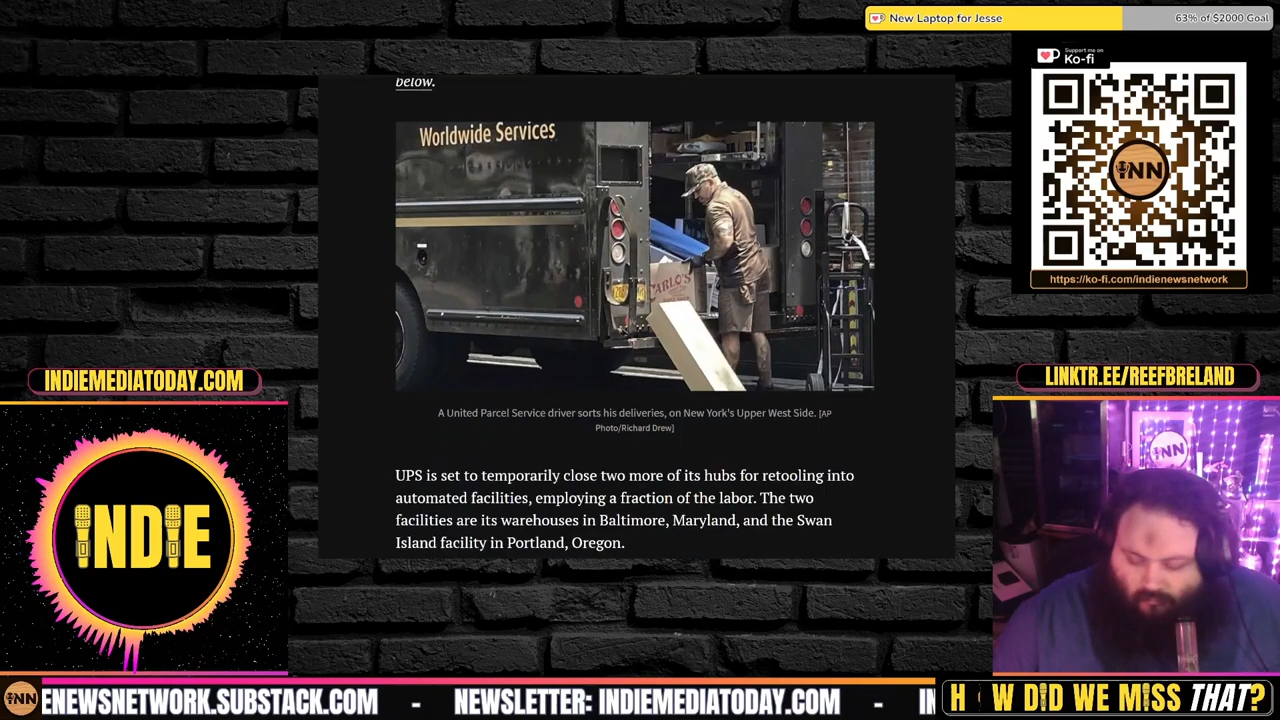 New Laptop for Jesse
63% of $2000 Goal
below.
Support me on
Ko-fi
Worldwide Services
INN
CARLO'S
https://ko-fi.com/indienewsnetwork
INDIEMEDIATODAY.COM
LINKTR.EE/REEFBRELAND
A United Parcel Service driver sorts his deliveries, on New York's Upper West Side. [AP
Photo/Richard Drew]
INN
UPS is set to temporarily close two more of its hubs for retooling into
automated facilities, employing a fraction of the labor. The two
facilities are its warehouses in Baltimore, Maryland, and the Swan
Island facility in Portland, Oregon.
INDIE
INN
ENEWSNETWORK.SUBSTACK.COM - NEWSLETTER: INDIEMEDIATODAY.COM - IN
H W DID WE MISS THAT?